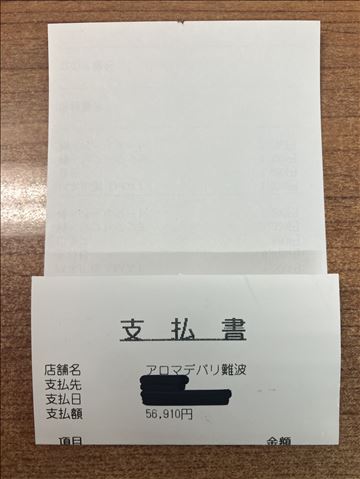 支払書
店舗名 アロマデバリ難波
支払先
支払日
支払額 56,910円
項目 金額